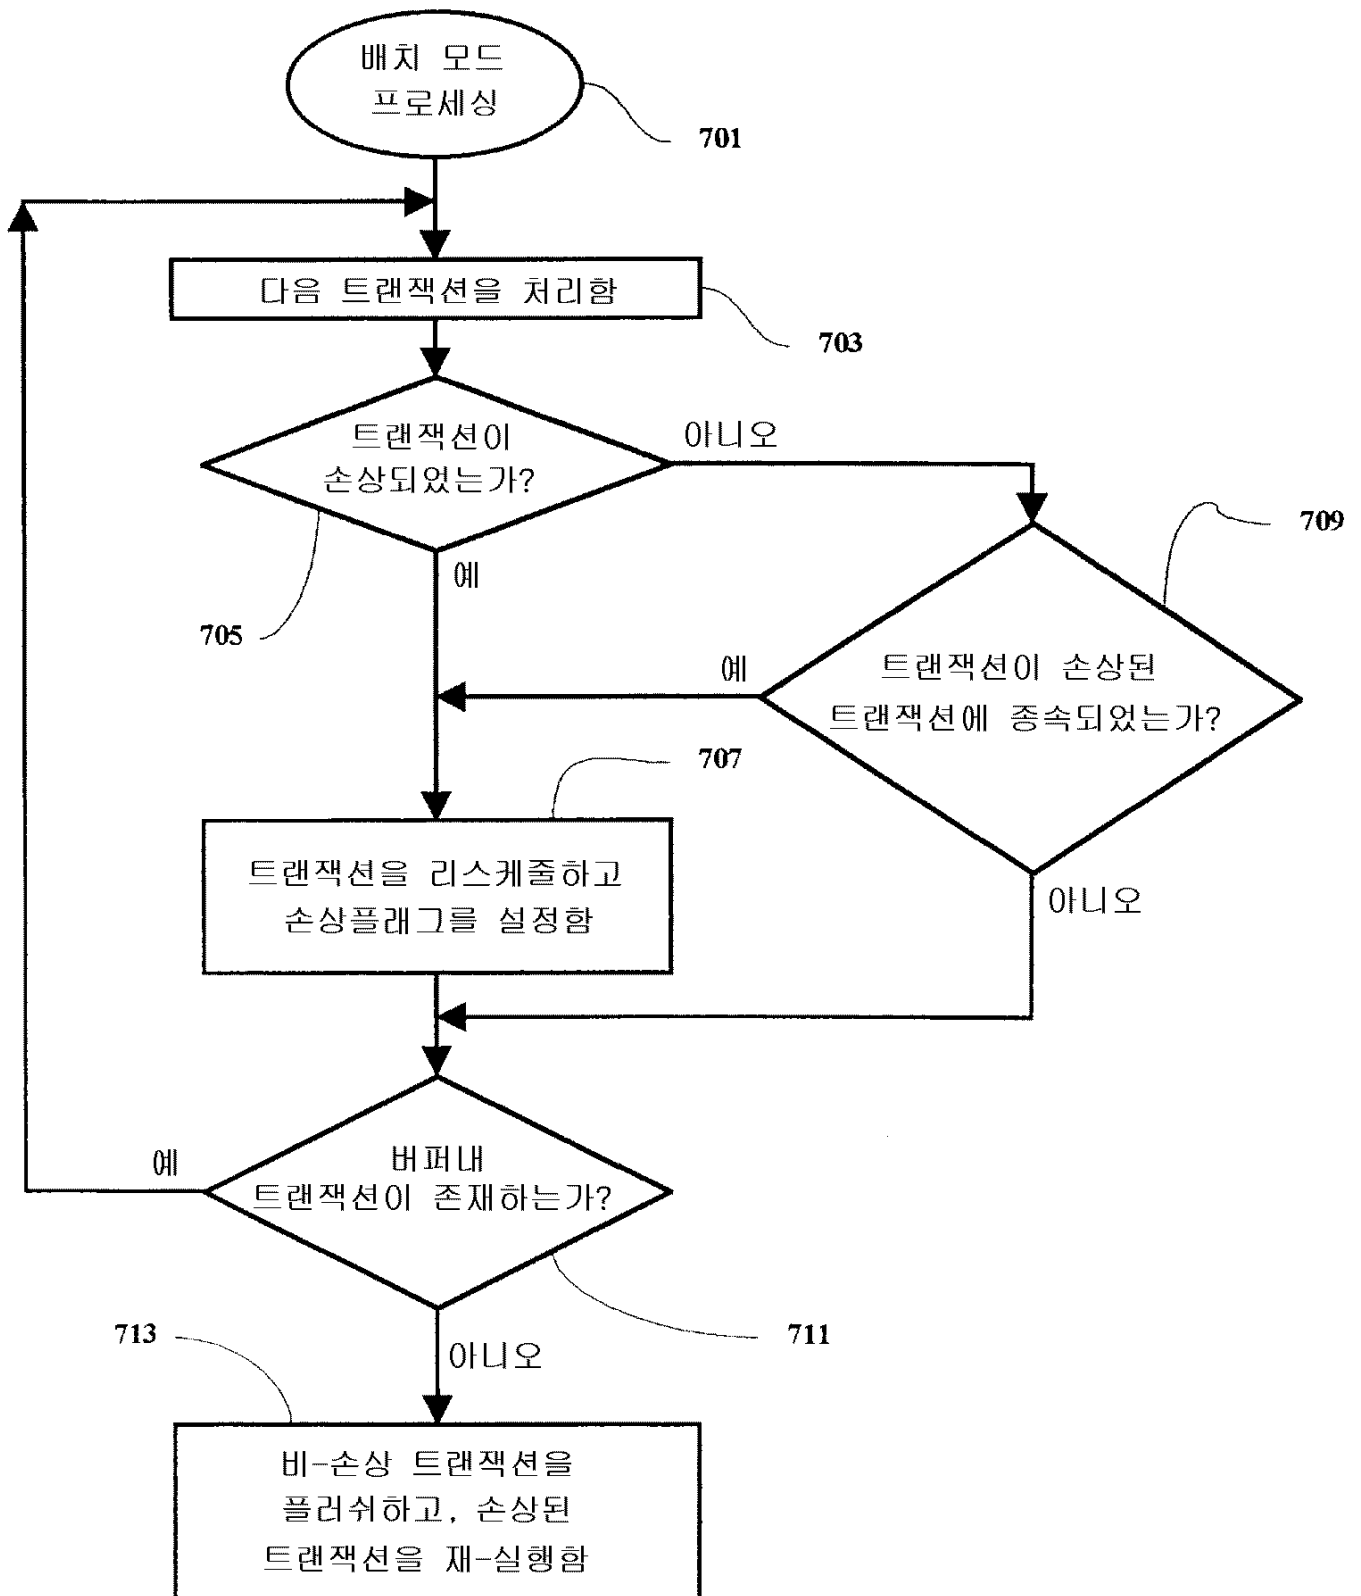 배치 모드
프로세싱
701
다음 트랜잭션을 처리함
703
트랜잭션이
손상되었는가?
아니오
예
705
709
예
트랜잭션이 손상된
트랜잭션에 종속되었는가?
707
트랜잭션을 리스케줄하고
손상플래그를 설정함
아니오
예
버퍼내
트랜잭션이 존재하는가?
711
713
아니오
비-손상 트랜잭션을
플러쉬하고, 손상된
트랜잭션을 재-실행함